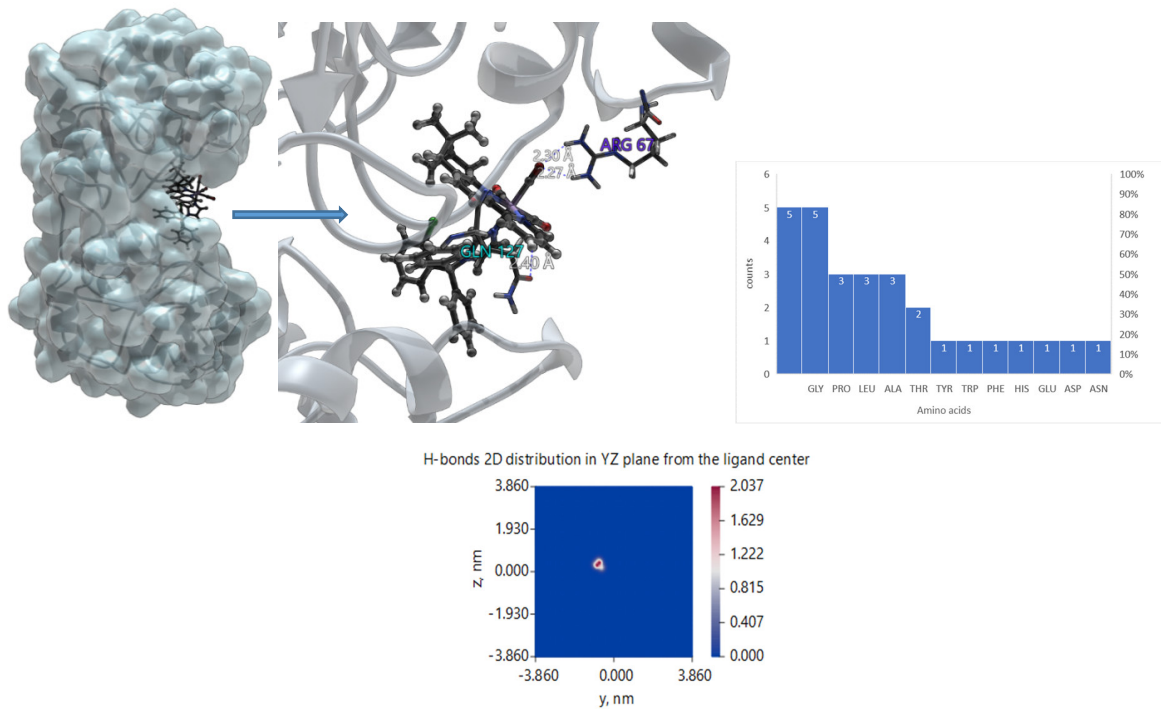 2.30 Å
ARG 67
2.27 Å
GLN 127
2.40 Å
6
5
4
3
2
1
0
counts
5 5 3 3 3 2 1 1 1 1 1 1 1
100%
90%
80%
70%
60%
50%
40%
30%
20%
10%
0%
GLY PRO LEU ALA THR TYR TRP PHE HIS GLU ASP ASN
Amino acids
H-bonds 2D distribution in YZ plane from the ligand center
3.860
1.930
0.000
-1.930
-3.860
z, nm
-3.860 0.000 3.860
y, nm
2.037
1.629
1.222
0.815
0.407
0.000